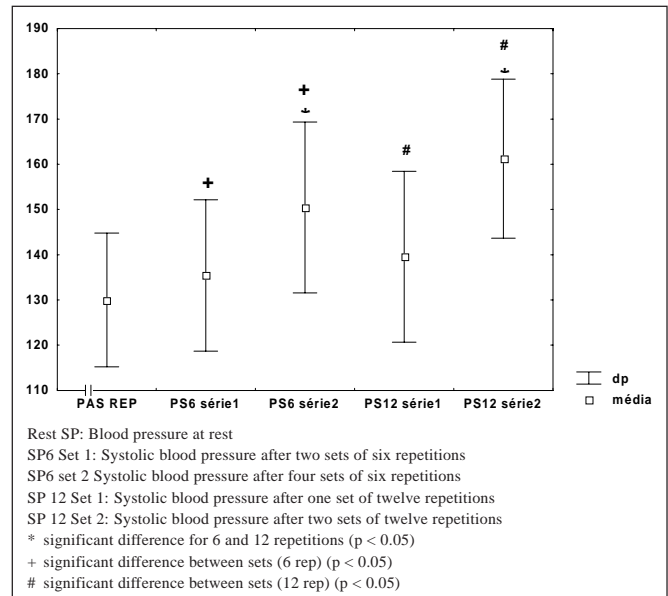 190
180
170
160
150
140
130
120
110
+
+
*
#
#
*
PAS REP PS6 série1 PS6 série2 PS12 série1 PS12 série2
dp
média
Rest SP: Blood pressure at rest
SP6 Set 1: Systolic blood pressure after two sets of six repetitions
SP6 set 2 Systolic blood pressure after four sets of six repetitions
SP 12 Set 1: Systolic blood pressure after one set of twelve repetitions
SP 12 Set 2: Systolic blood pressure after two sets of twelve repetitions
* significant difference for 6 and 12 repetitions (p < 0.05)
+ significant difference between sets (6 rep) (p < 0.05)
# significant difference between sets (12 rep) (p < 0.05)